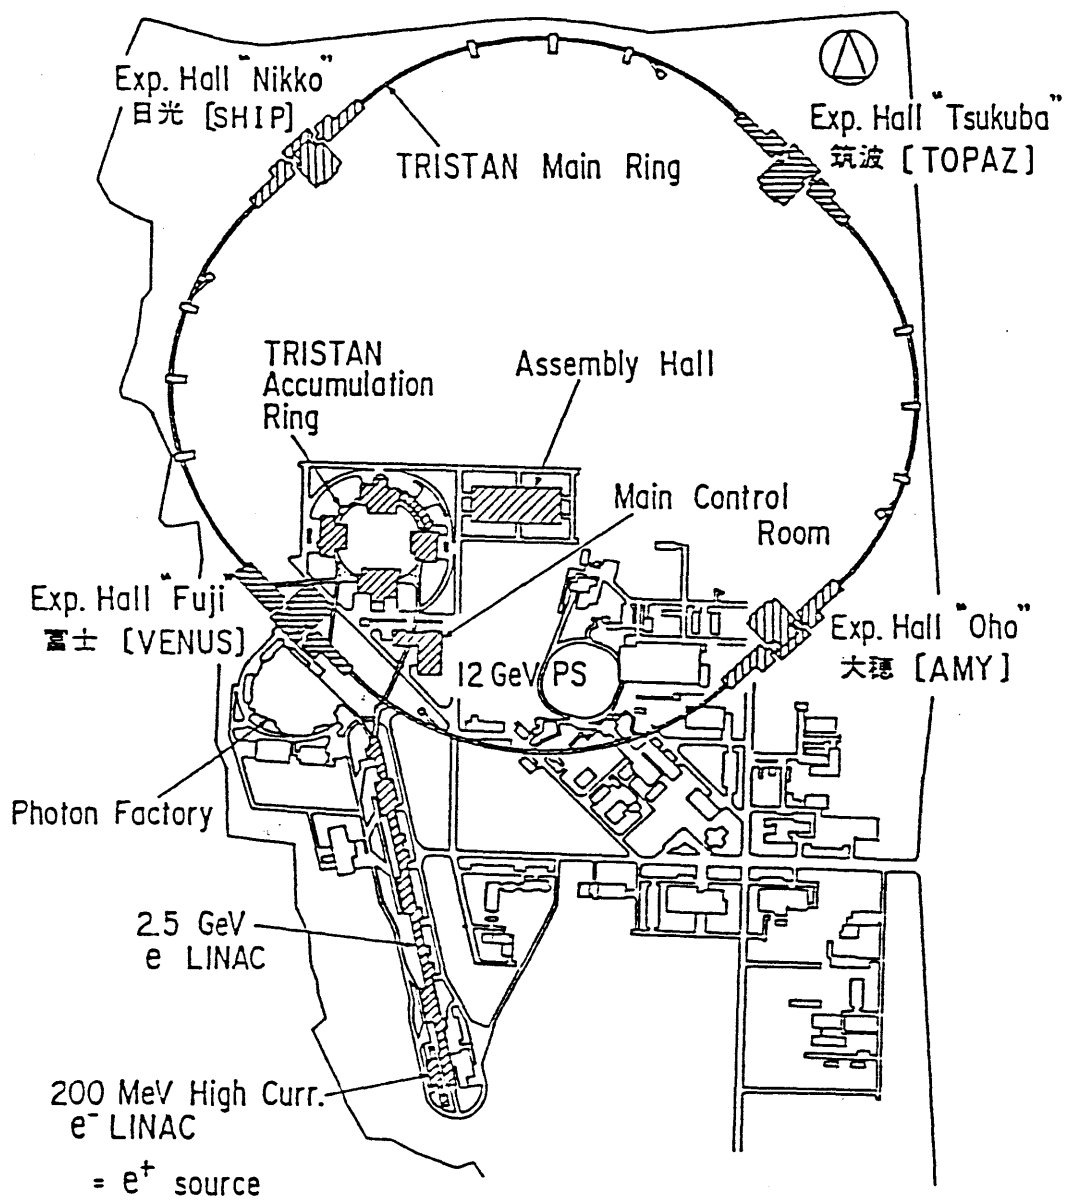 Exp. Hall "Nikko"
日光 [SHIP]
Exp. Hall "Tsukuba"
筑波 [TOPAZ]
TRISTAN Main Ring
TRISTAN
Accumulation
Ring
Assembly Hall
Main Control
Room
Exp. Hall "Fuji"
富士 [VENUS]
Exp. Hall "Oho"
大穂 [AMY]
12 GeV PS
Photon Factory
2.5 GeV
e LINAC
200 MeV High Curr.
e⁻ LINAC
= e⁺ source